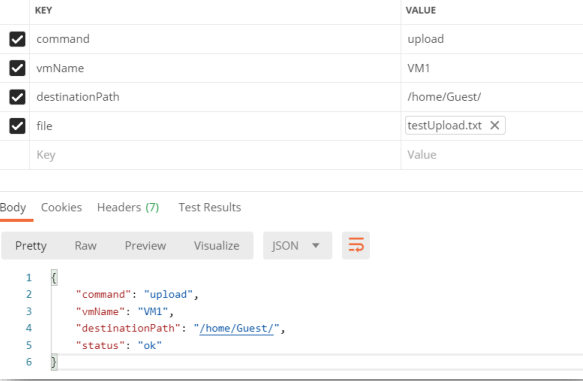 KEY VALUE
command upload
vmName VM1
destinationPath /home/Guest/
file testUpload.txt ×
Key Value
Body Cookies Headers (7) Test Results
Pretty Raw Preview Visualize JSON
1 {
2 "command": "upload",
3 "vmName": "VM1",
4 "destinationPath": "/home/Guest/",
5 "status": "ok"
6 }